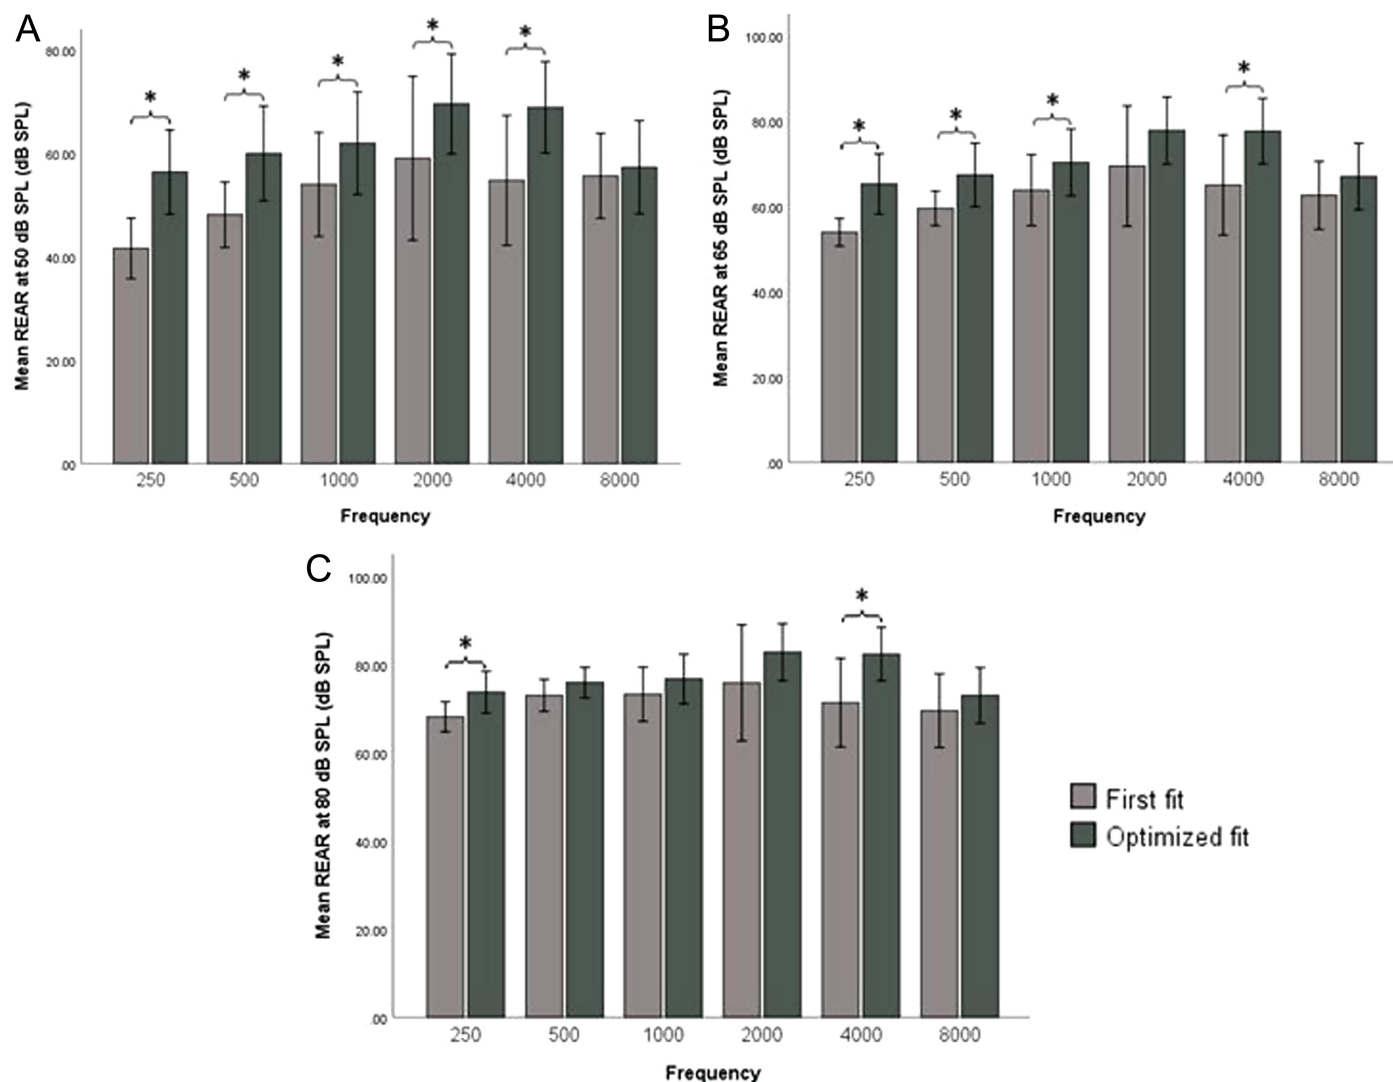 A
Mean REAR at 50 dB SPL (dB SPL)
80.00
60.00
40.00
20.00
.00
* * * * *
250 500 1000 2000 4000 8000
Frequency
B
Mean REAR at 65 dB SPL (dB SPL)
100.00
80.00
60.00
40.00
20.00
.00
* * * *
250 500 1000 2000 4000 8000
Frequency
C
Mean REAR at 80 dB SPL (dB SPL)
100.00
80.00
60.00
40.00
20.00
.00
* *
250 500 1000 2000 4000 8000
Frequency
First fit
Optimized fit